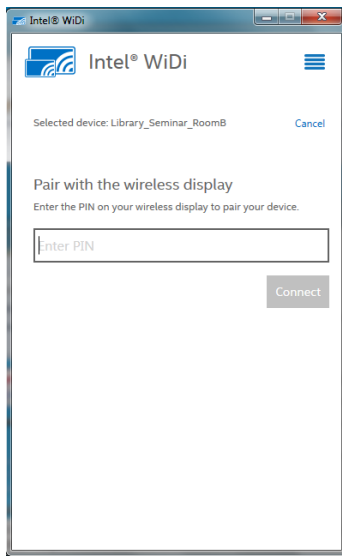 Intel® WiDi
Intel® WiDi
Selected device: Library_Seminar_RoomB Cancel
Pair with the wireless display
Enter the PIN on your wireless display to pair your device.
Enter PIN
Connect